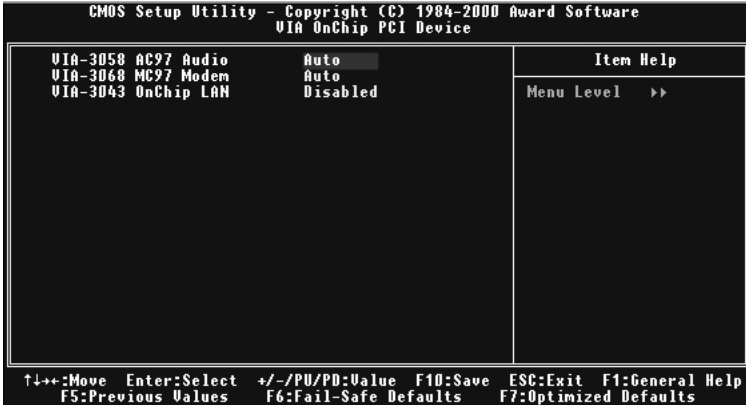 CMOS Setup Utility - Copyright (C) 1984-2000 Award Software
VIA OnChip PCI Device
VIA-3058 AC97 Audio Auto
VIA-3068 MC97 Modem Auto
VIA-3043 OnChip LAN Disabled
Item Help
Menu Level ▸▸
↑↓→←:Move Enter:Select +/-/PU/PD:Value F10:Save ESC:Exit F1:General Help
F5:Previous Values F6:Fail-Safe Defaults F7:Optimized Defaults